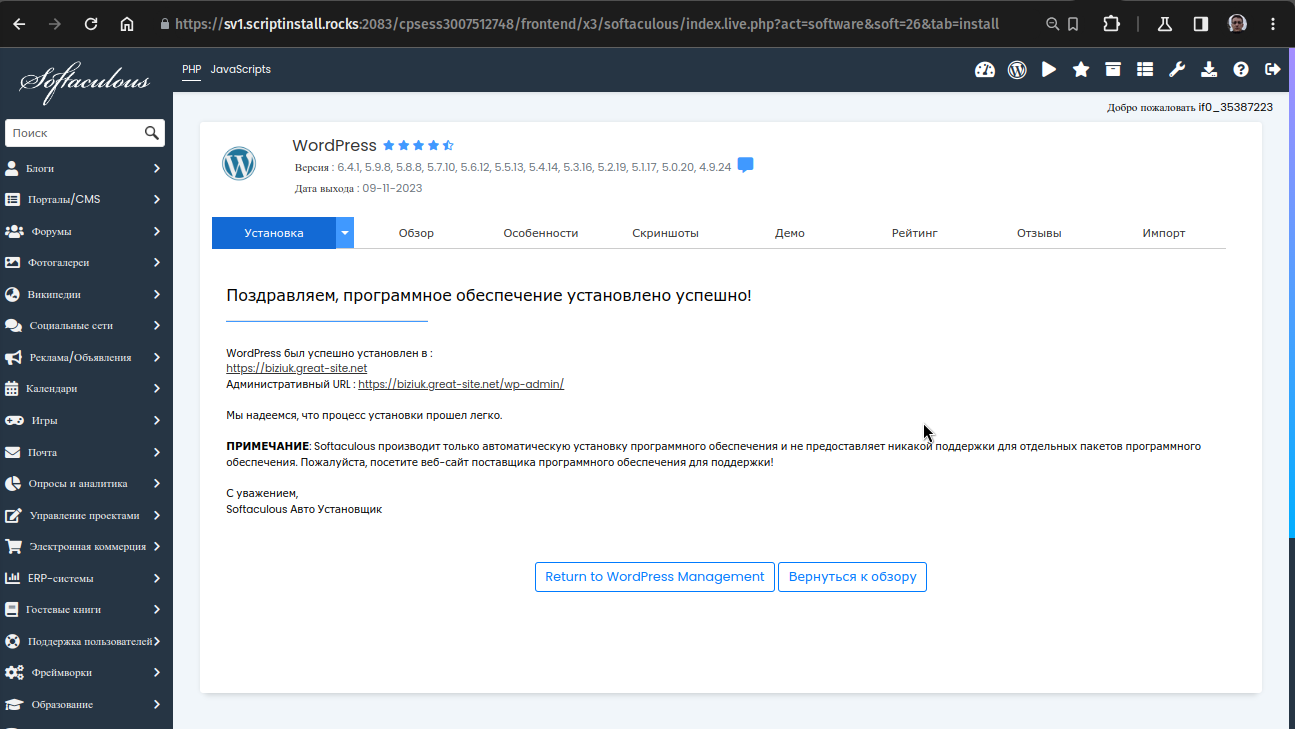 https://sv1.scriptinstall.rocks:2083/cpsess3007512748/frontend/x3/softaculous/index.live.php?act=software&soft=26&tab=install
Softaculous
PHP JavaScripts
Добро пожаловать if0_35387223
Поиск
Блоги
Порталы/CMS
Форумы
Фотогалереи
Википедии
Социальные сети
Реклама/Объявления
Календари
Игры
Почта
Опросы и аналитика
Управление проектами
Электронная коммерция
ERP-системы
Гостевые книги
Поддержка пользователей
Фреймворки
Образование
WordPress
Версия : 6.4.1, 5.9.8, 5.8.8, 5.7.10, 5.6.12, 5.5.13, 5.4.14, 5.3.16, 5.2.19, 5.1.17, 5.0.20, 4.9.24
Дата выхода : 09-11-2023
Установка Обзор Особенности Скриншоты Демо Рейтинг Отзывы Импорт
Поздравляем, программное обеспечение установлено успешно!
WordPress был успешно установлен в :
https://biziuk.great-site.net
Административный URL : https://biziuk.great-site.net/wp-admin/
Мы надеемся, что процесс установки прошел легко.
ПРИМЕЧАНИЕ: Softaculous производит только автоматическую установку программного обеспечения и не предоставляет никакой поддержки для отдельных пакетов программного
обеспечения. Пожалуйста, посетите веб-сайт поставщика программного обеспечения для поддержки!
С уважением,
Softaculous Авто Установщик
Return to WordPress Management Вернуться к обзору